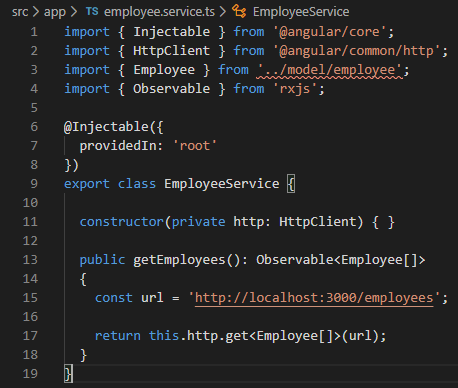 src > app > TS employee.service.ts > EmployeeService
1 import { Injectable } from '@angular/core';
2 import { HttpClient } from '@angular/common/http';
3 import { Employee } from '../model/employee';
4 import { Observable } from 'rxjs';
5
6 @Injectable({
7   providedIn: 'root'
8 })
9 export class EmployeeService {
10
11   constructor(private http: HttpClient) { }
12
13   public getEmployees(): Observable<Employee[]>
14   {
15     const url = 'http://localhost:3000/employees';
16
17     return this.http.get<Employee[]>(url);
18   }
19 }